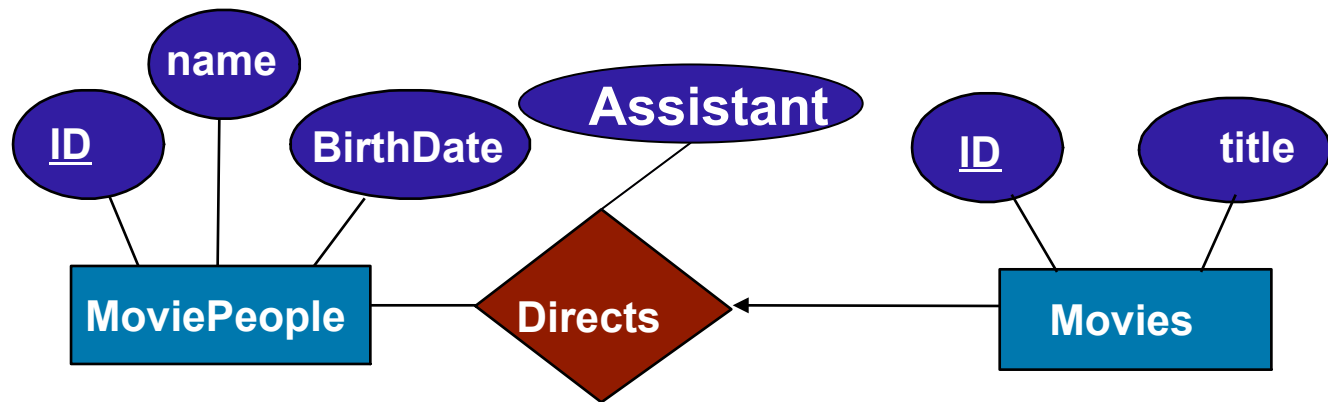 name
Assistant
ID
BirthDate
ID
title
MoviePeople
Directs
Movies